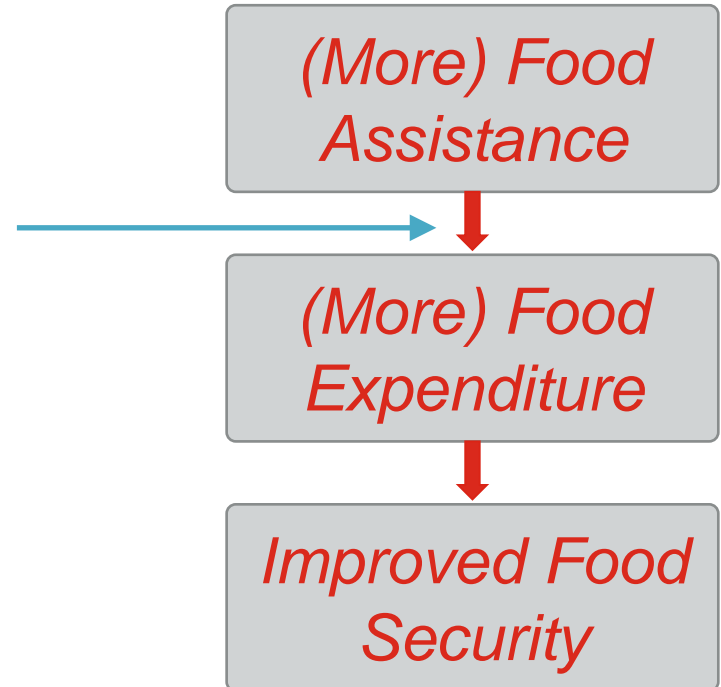 (More) Food
Assistance
(More) Food
Expenditure
Improved Food
Security